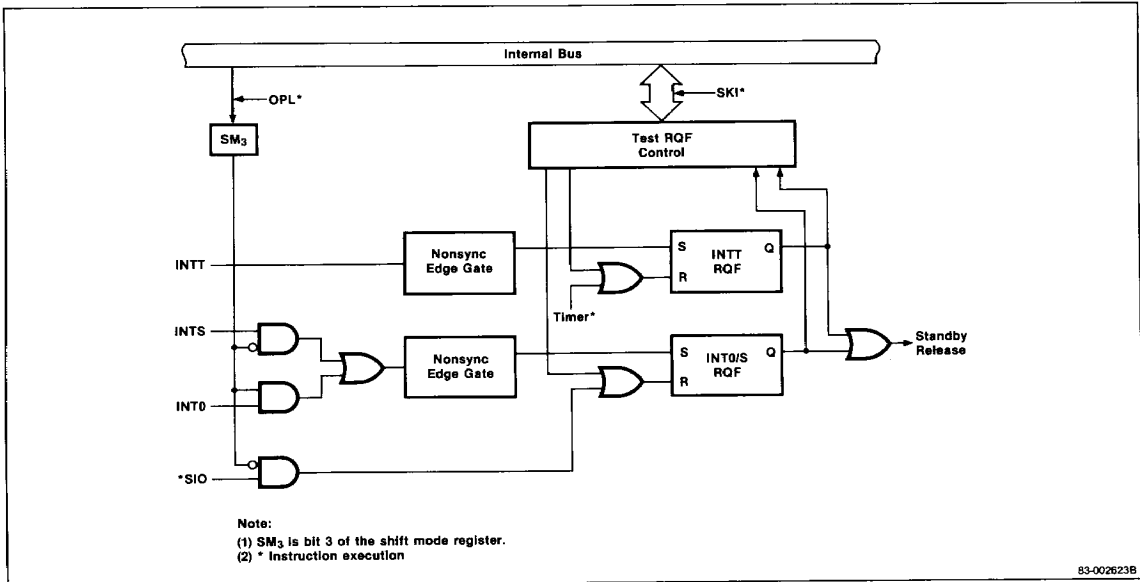 Internal Bus
OPL*
SKI*
SM₃
Test RQF
Control
INTT
Nonsync
Edge Gate
S
INTT
RQF
Q
R
Timer*
INTS
INT0
Nonsync
Edge Gate
S
INT0/S
RQF
Q
R
Standby
Release
*SIO
Note:
(1) SM₃ is bit 3 of the shift mode register.
(2) * Instruction execution
83-002623B